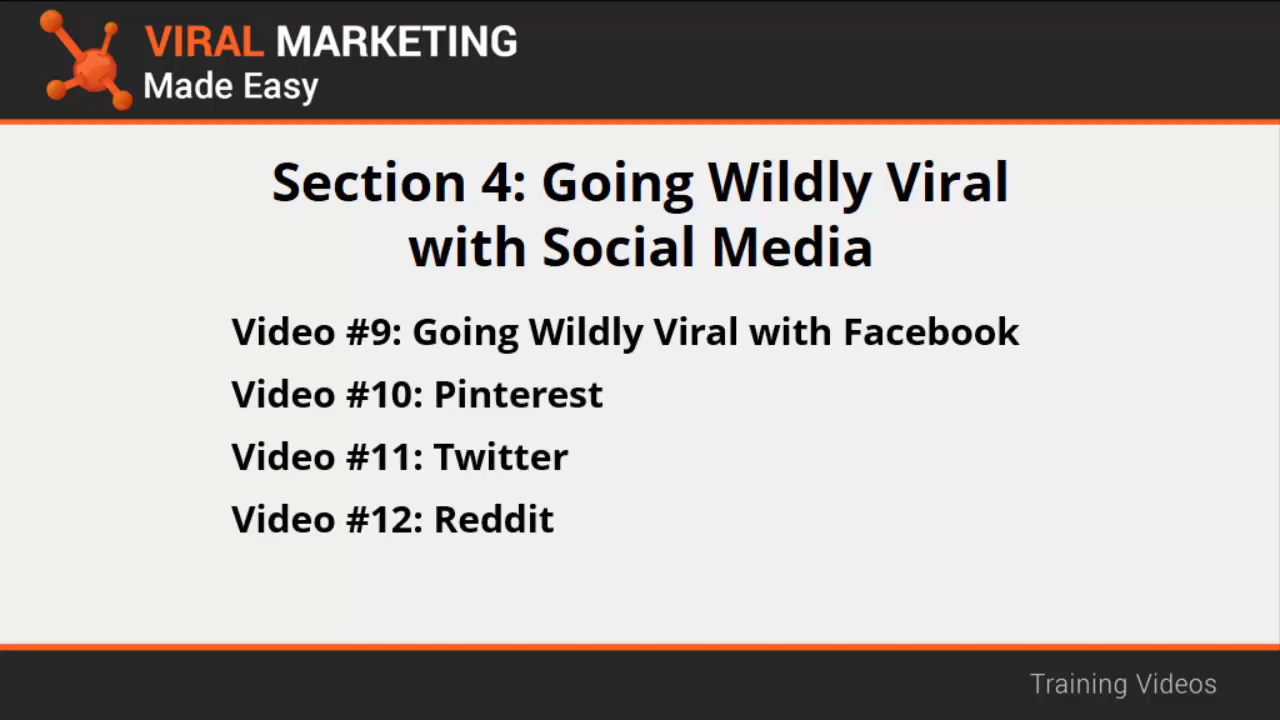 VIRAL MARKETING
Made Easy
Section 4: Going Wildly Viral
with Social Media
Video #9: Going Wildly Viral with Facebook
Video #10: Pinterest
Video #11: Twitter
Video #12: Reddit
Training Videos